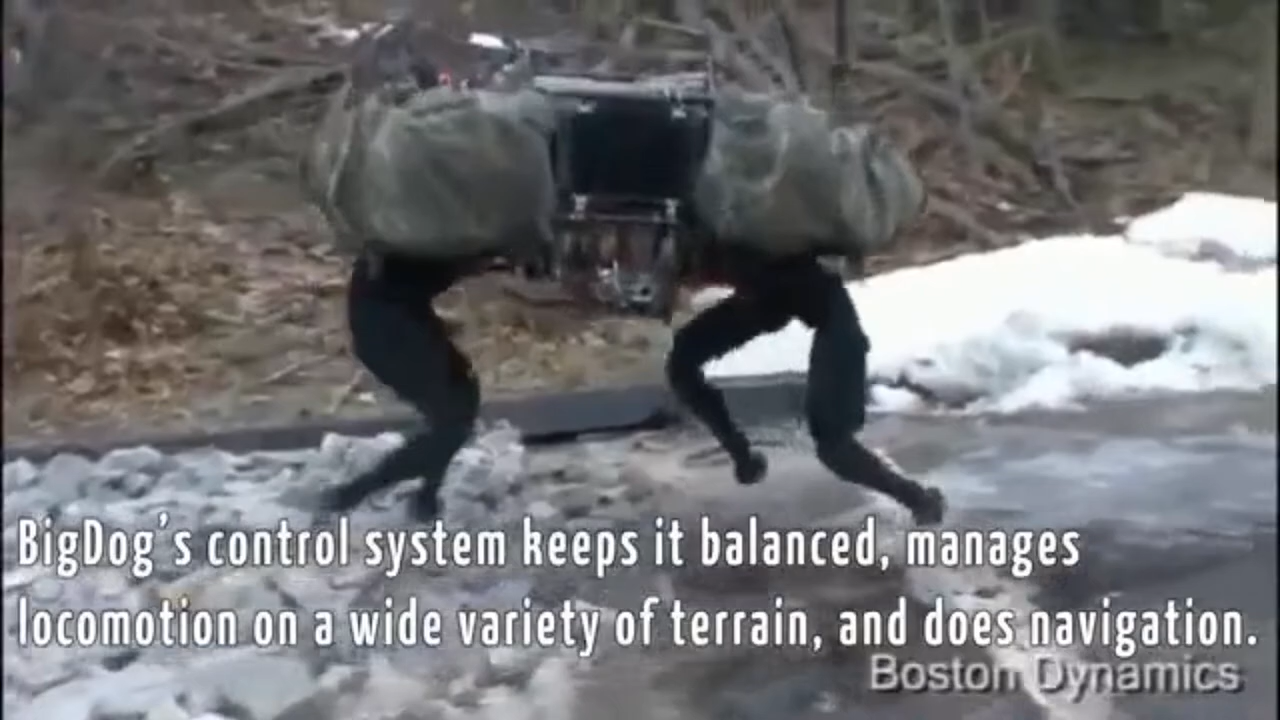 BigDog's control system keeps it balanced, manages
locomotion on a wide variety of terrain, and does navigation.
Boston Dynamics